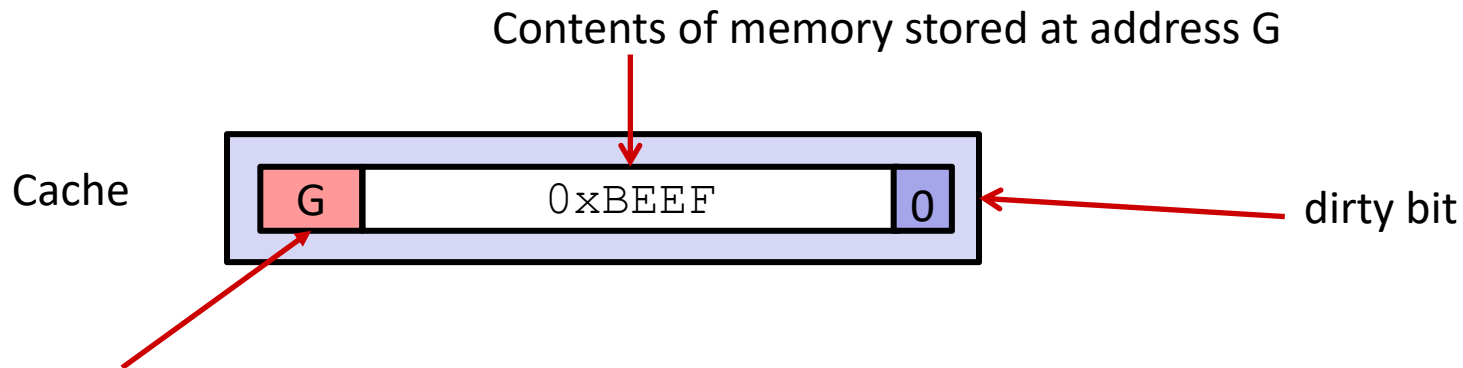 Contents of memory stored at address G
Cache
G
0xBEEF
0
dirty bit